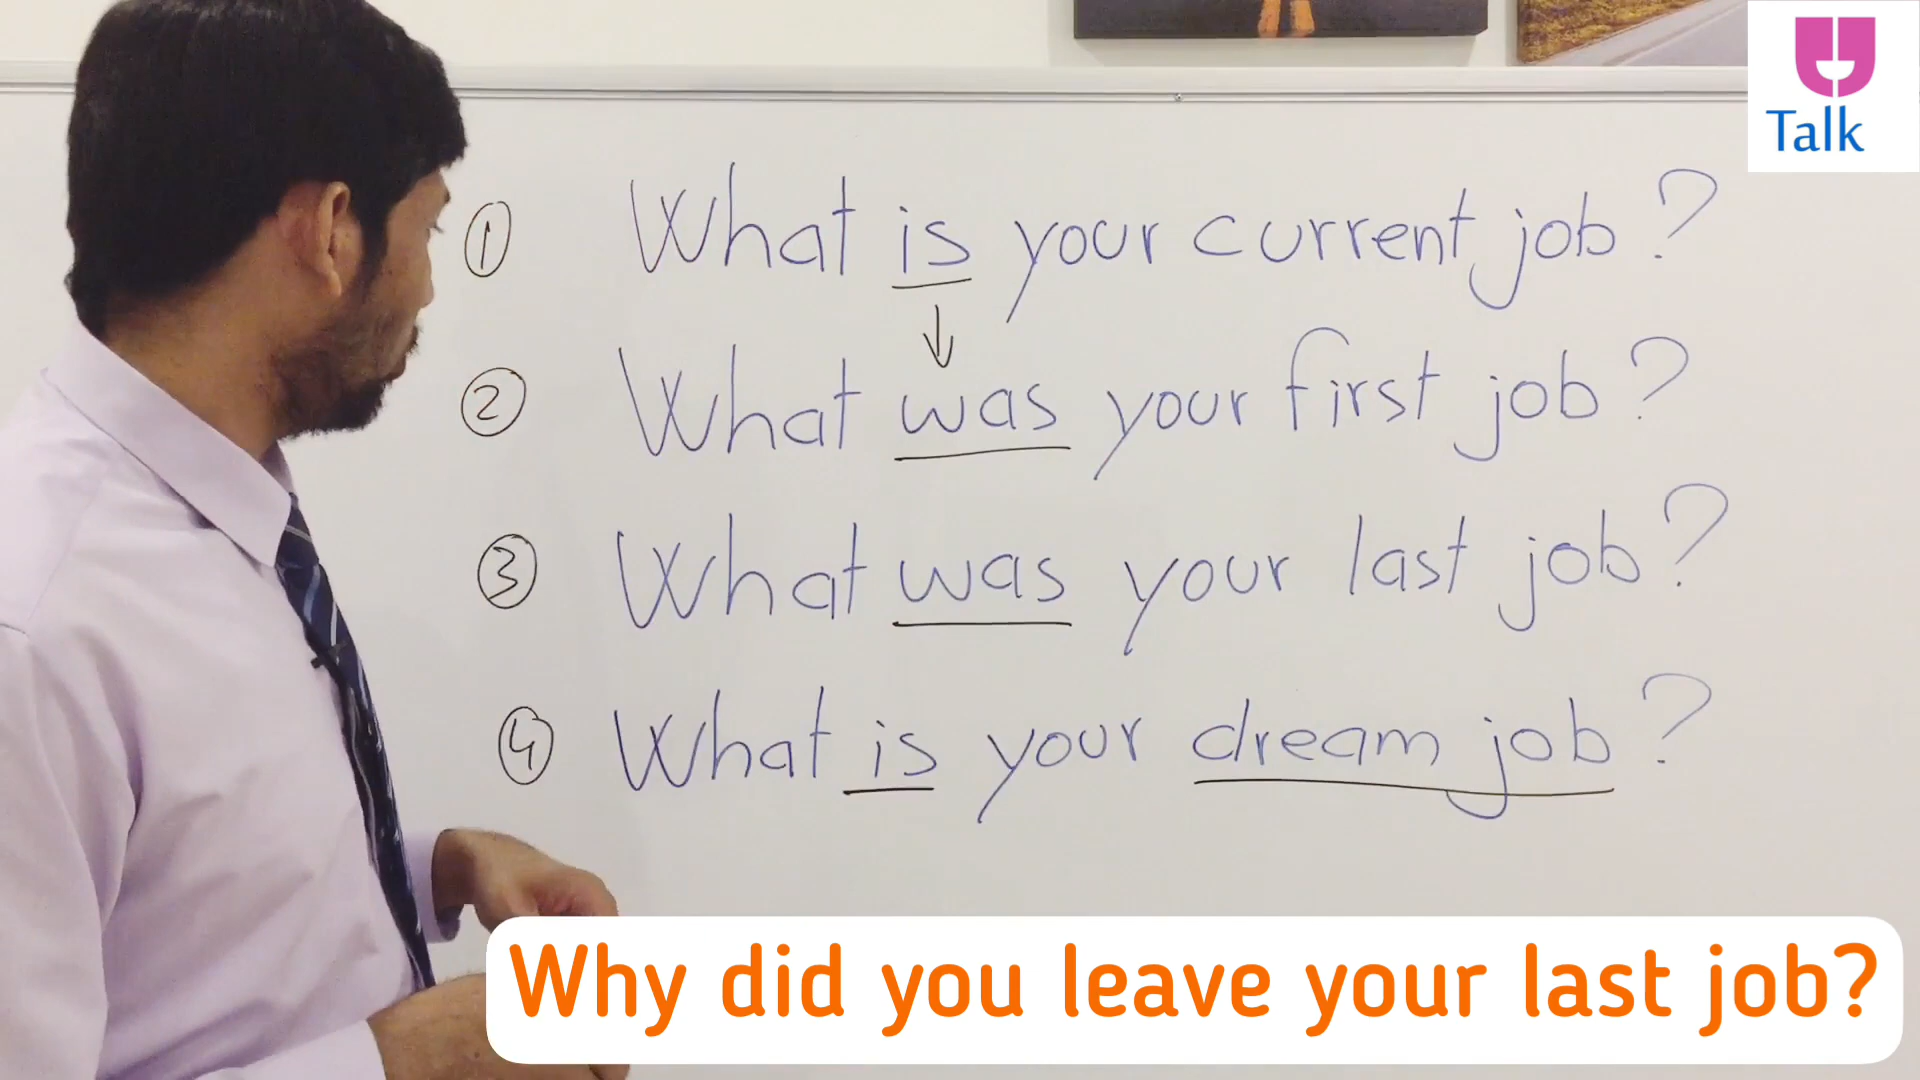 Talk
① What is your current job?
↓
② What was your first job?
③ What was your last job?
④ What is your dream job?
Why did you leave your last job?